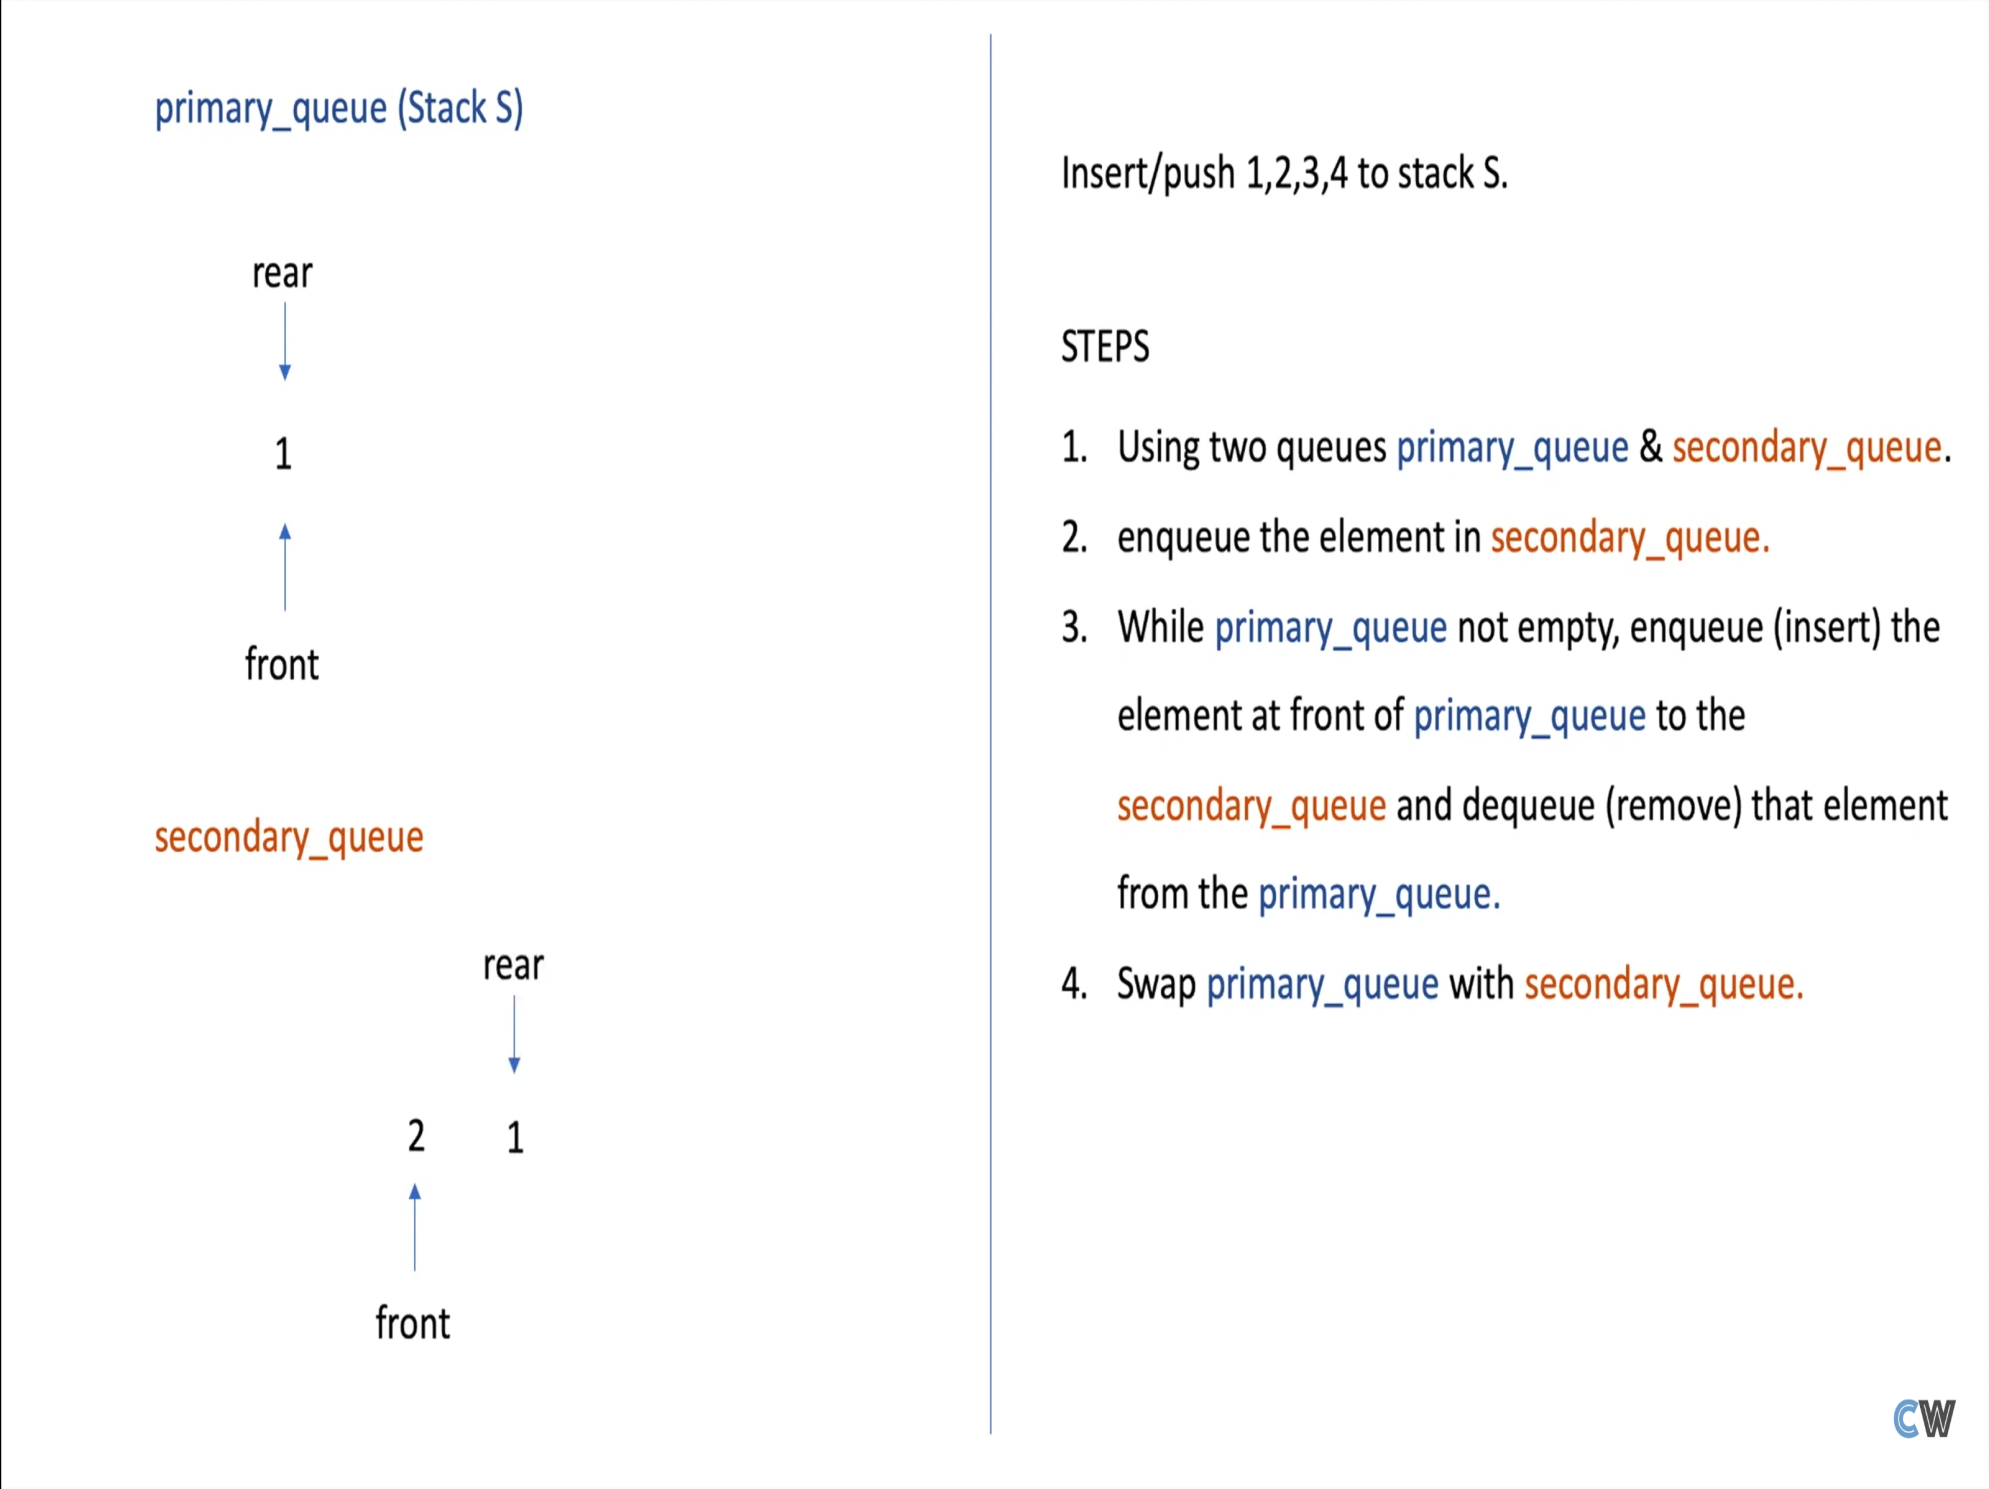 primary_queue (Stack S)
rear
1
front
secondary_queue
rear
2 1
front
Insert/push 1,2,3,4 to stack S.
STEPS
1. Using two queues primary_queue & secondary_queue.
2. enqueue the element in secondary_queue.
3. While primary_queue not empty, enqueue (insert) the
element at front of primary_queue to the
secondary_queue and dequeue (remove) that element
from the primary_queue.
4. Swap primary_queue with secondary_queue.
CW